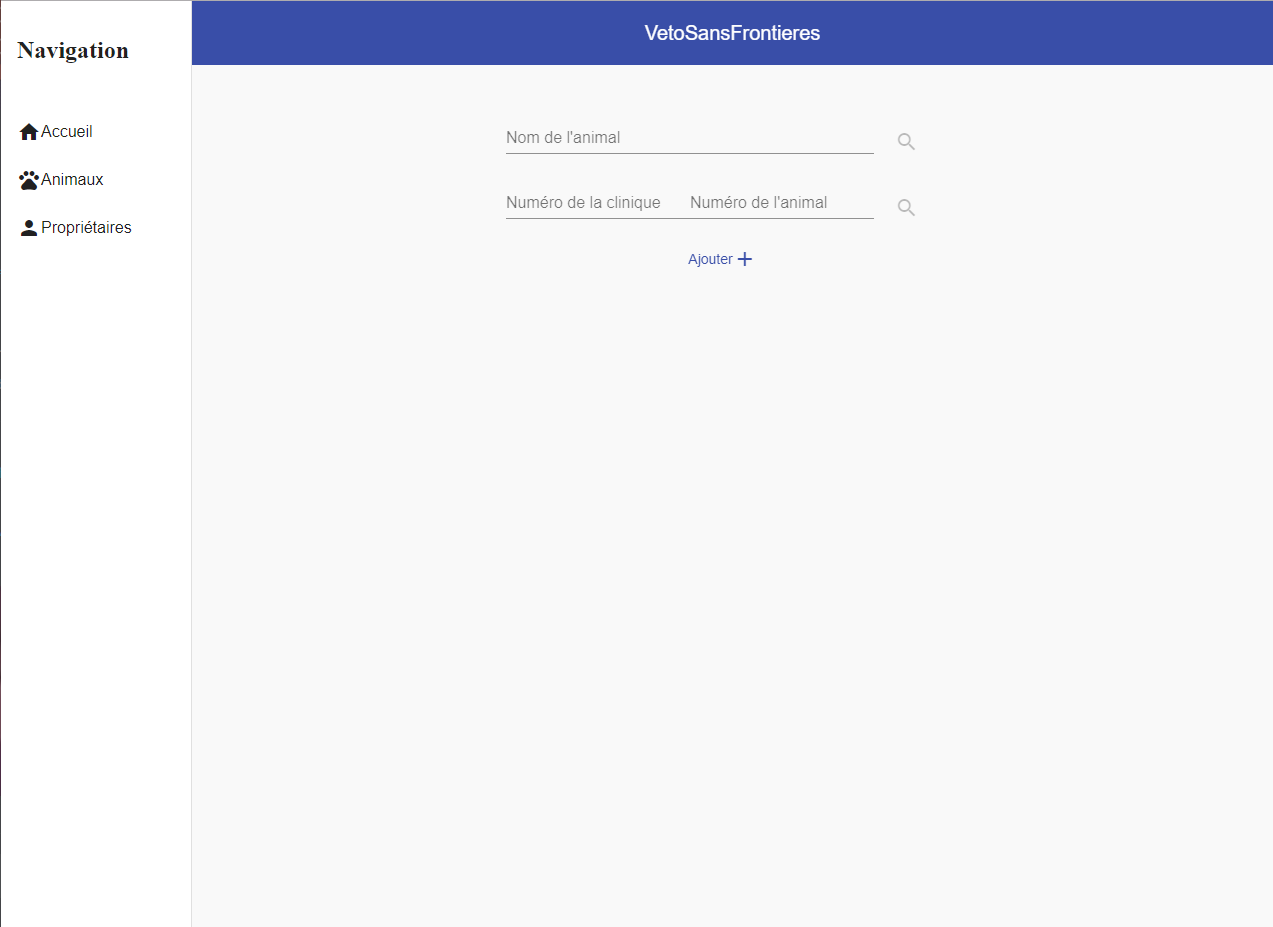 Navigation
VetoSansFrontieres
Accueil
Animaux
Propriétaires
Nom de l'animal
Numéro de la clinique Numéro de l'animal
Ajouter